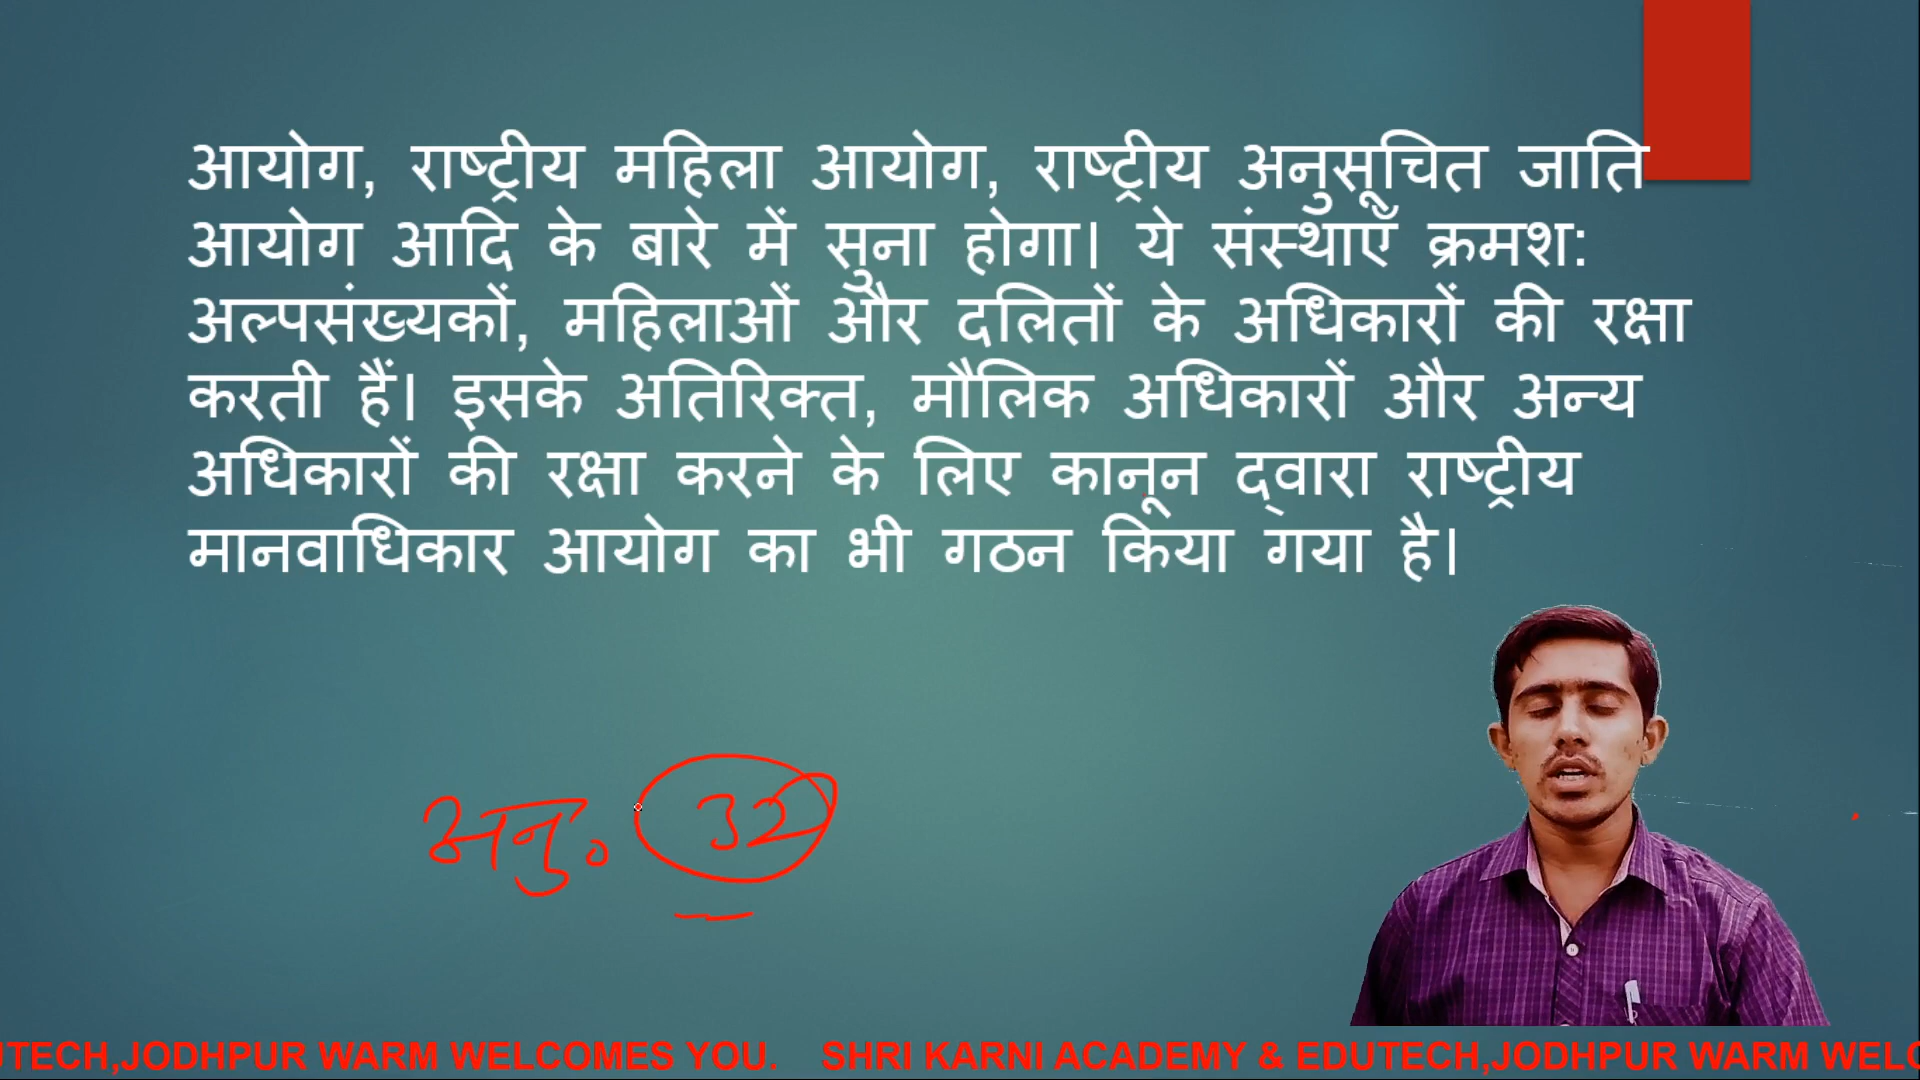 आयोग, राष्ट्रीय महिला आयोग, राष्ट्रीय अनुसूचित जाति
आयोग आदि के बारे में सुना होगा। ये संस्थाएँ क्रमश:
अल्पसंख्यकों, महिलाओं और दलितों के अधिकारों की रक्षा
करती हैं। इसके अतिरिक्त, मौलिक अधिकारों और अन्य
अधिकारों की रक्षा करने के लिए कानून द्वारा राष्ट्रीय
मानवाधिकार आयोग का भी गठन किया गया है।
अनु० 32
UTECH,JODHPUR WARM WELCOMES YOU. SHRI KARNI ACADEMY & EDUTECH,JODHPUR WARM WELC